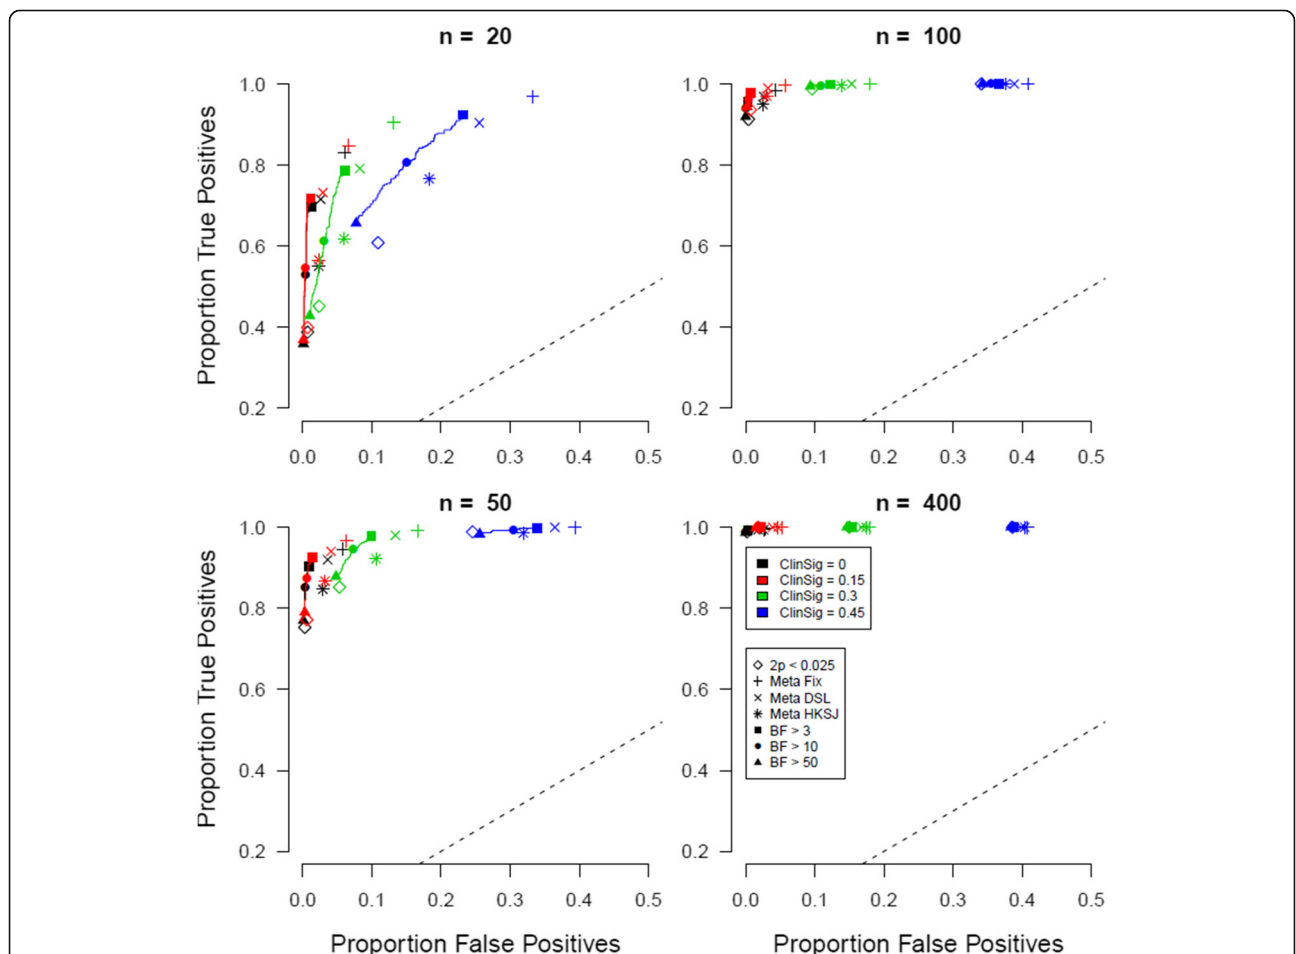 n = 20
Proportion True Positives
1.0
0.8
0.6
0.4
0.2
0.0 0.1 0.2 0.3 0.4 0.5
n = 100
1.0
0.8
0.6
0.4
0.2
0.0 0.1 0.2 0.3 0.4 0.5
n = 50
Proportion True Positives
1.0
0.8
0.6
0.4
0.2
0.0 0.1 0.2 0.3 0.4 0.5
Proportion False Positives
n = 400
1.0
0.8
0.6
0.4
0.2
ClinSig = 0
ClinSig = 0.15
ClinSig = 0.3
ClinSig = 0.45
2p < 0.025
Meta Fix
Meta DSL
Meta HKSJ
BF > 3
BF > 10
BF > 50
0.0 0.1 0.2 0.3 0.4 0.5
Proportion False Positives